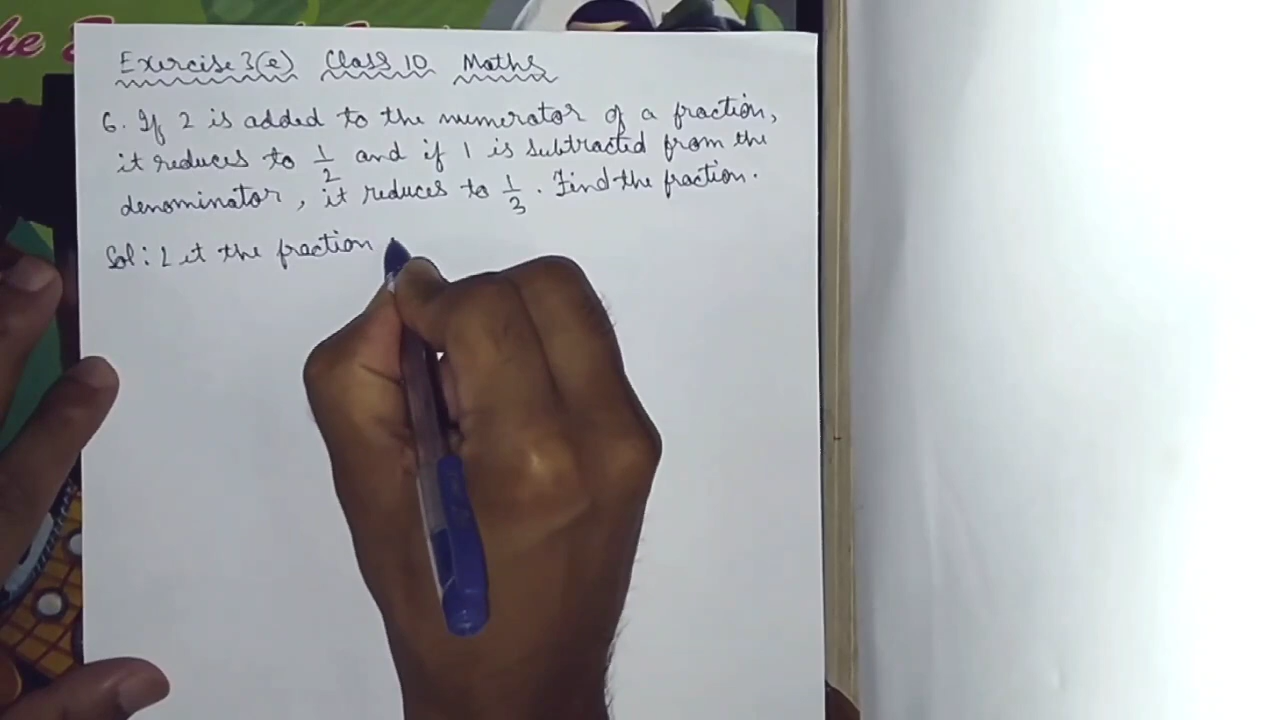 he
Exercise 3(e) Class 10 Maths
6. If 2 is added to the numerator of a fraction,
it reduces to 1/2 and if 1 is subtracted from the
denominator, it reduces to 1/3. Find the fraction.
Sol: Let the fraction